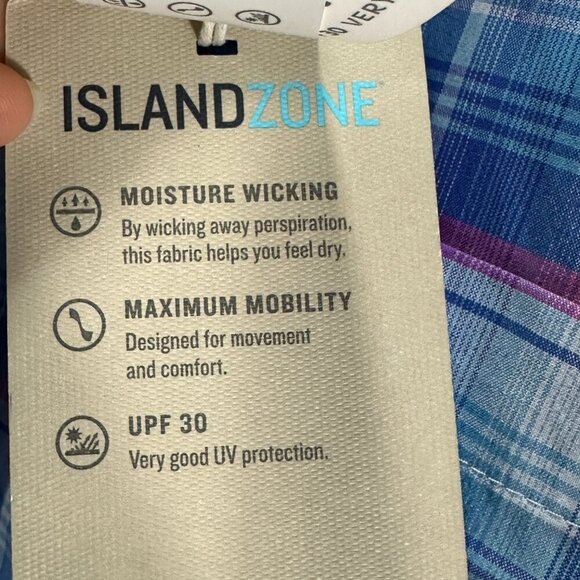 VERY
ISLANDZONE
MOISTURE WICKING
By wicking away perspiration,
this fabric helps you feel dry.
MAXIMUM MOBILITY
Designed for movement
and comfort.
UPF 30
Very good UV protection.